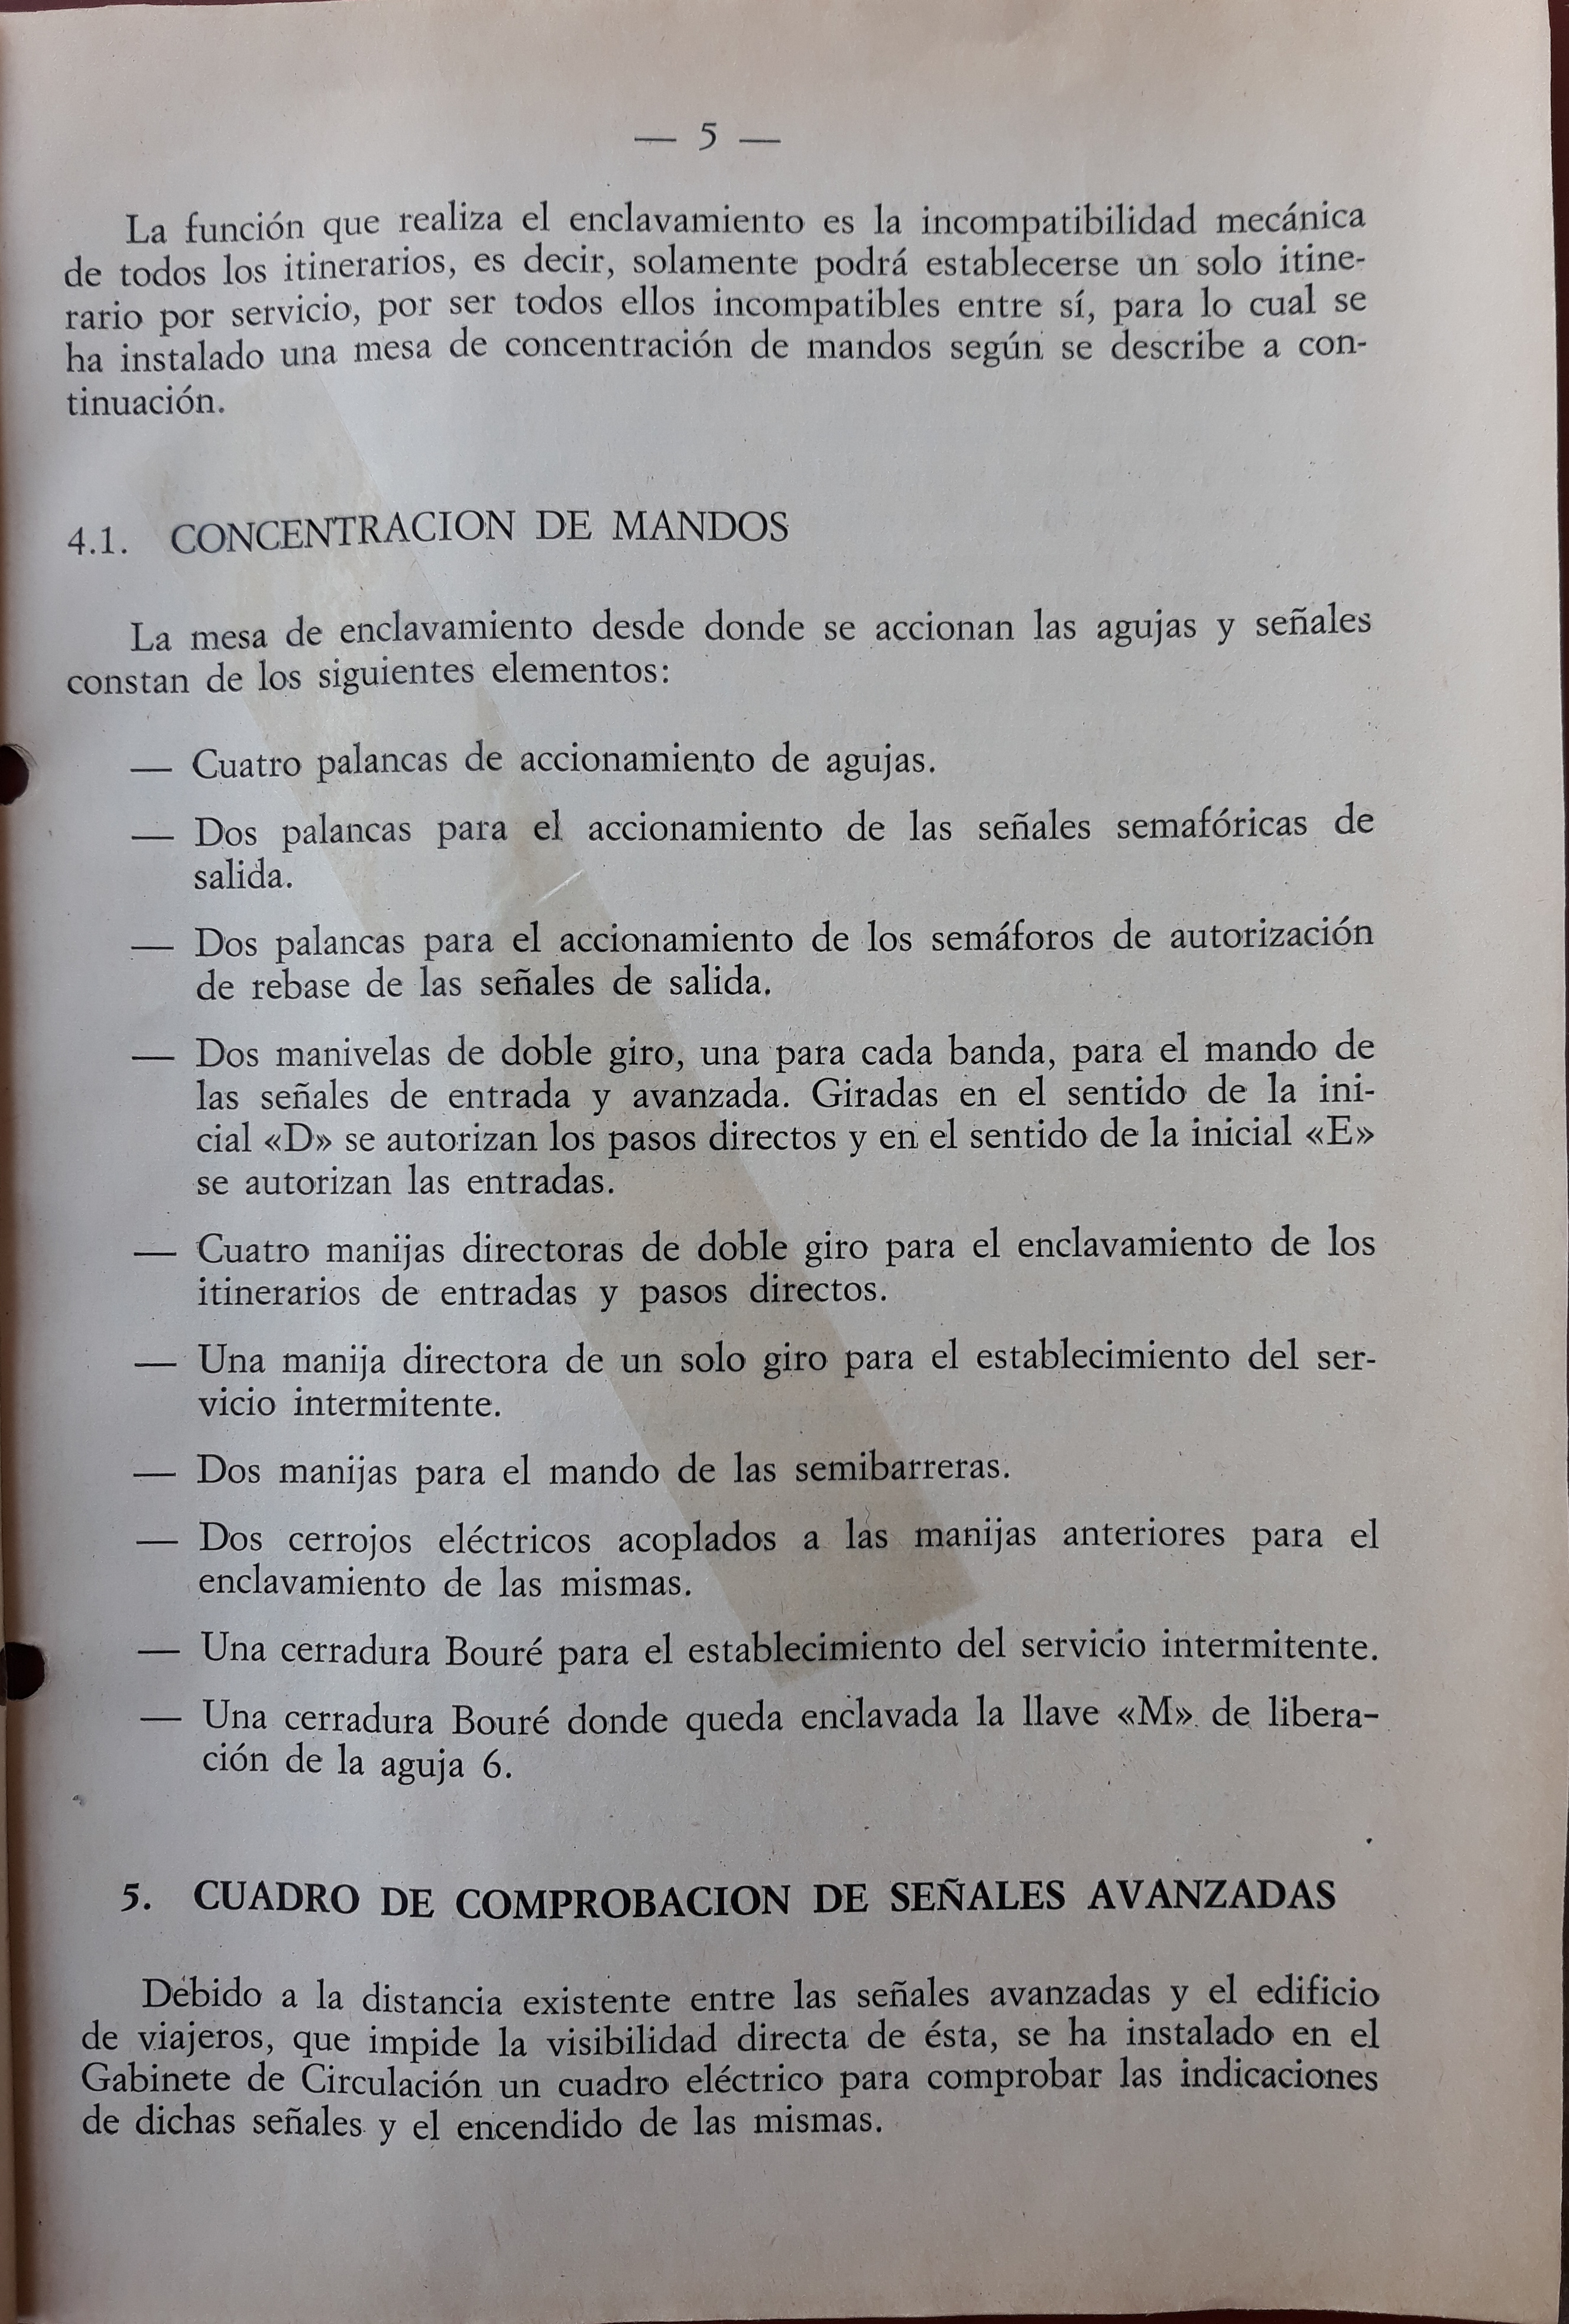 — 5 —
La función que realiza el enclavamiento es la incompatibilidad mecánica
de todos los itinerarios, es decir, solamente podrá establecerse un solo itine-
rario por servicio, por ser todos ellos incompatibles entre sí, para lo cual se
ha instalado una mesa de concentración de mandos según se describe a con-
tinuación.
4.1. CONCENTRACION DE MANDOS
La mesa de enclavamiento desde donde se accionan las agujas y señales
constan de los siguientes elementos:
— Cuatro palancas de accionamiento de agujas.
— Dos palancas para el accionamiento de las señales semafóricas de
salida.
— Dos palancas para el accionamiento de los semáforos de autorización
de rebase de las señales de salida.
— Dos manivelas de doble giro, una para cada banda, para el mando de
las señales de entrada y avanzada. Giradas en el sentido de la ini-
cial «D» se autorizan los pasos directos y en el sentido de la inicial «E»
se autorizan las entradas.
— Cuatro manijas directoras de doble giro para el enclavamiento de los
itinerarios de entradas y pasos directos.
— Una manija directora de un solo giro para el establecimiento del ser-
vicio intermitente.
— Dos manijas para el mando de las semibarreras.
— Dos cerrojos eléctricos acoplados a las manijas anteriores para el
enclavamiento de las mismas.
— Una cerradura Bouré para el establecimiento del servicio intermitente.
— Una cerradura Bouré donde queda enclavada la llave «M» de libera-
ción de la aguja 6.
5. CUADRO DE COMPROBACION DE SEÑALES AVANZADAS
Debido a la distancia existente entre las señales avanzadas y el edificio
de viajeros, que impide la visibilidad directa de ésta, se ha instalado en el
Gabinete de Circulación un cuadro eléctrico para comprobar las indicaciones
de dichas señales y el encendido de las mismas.